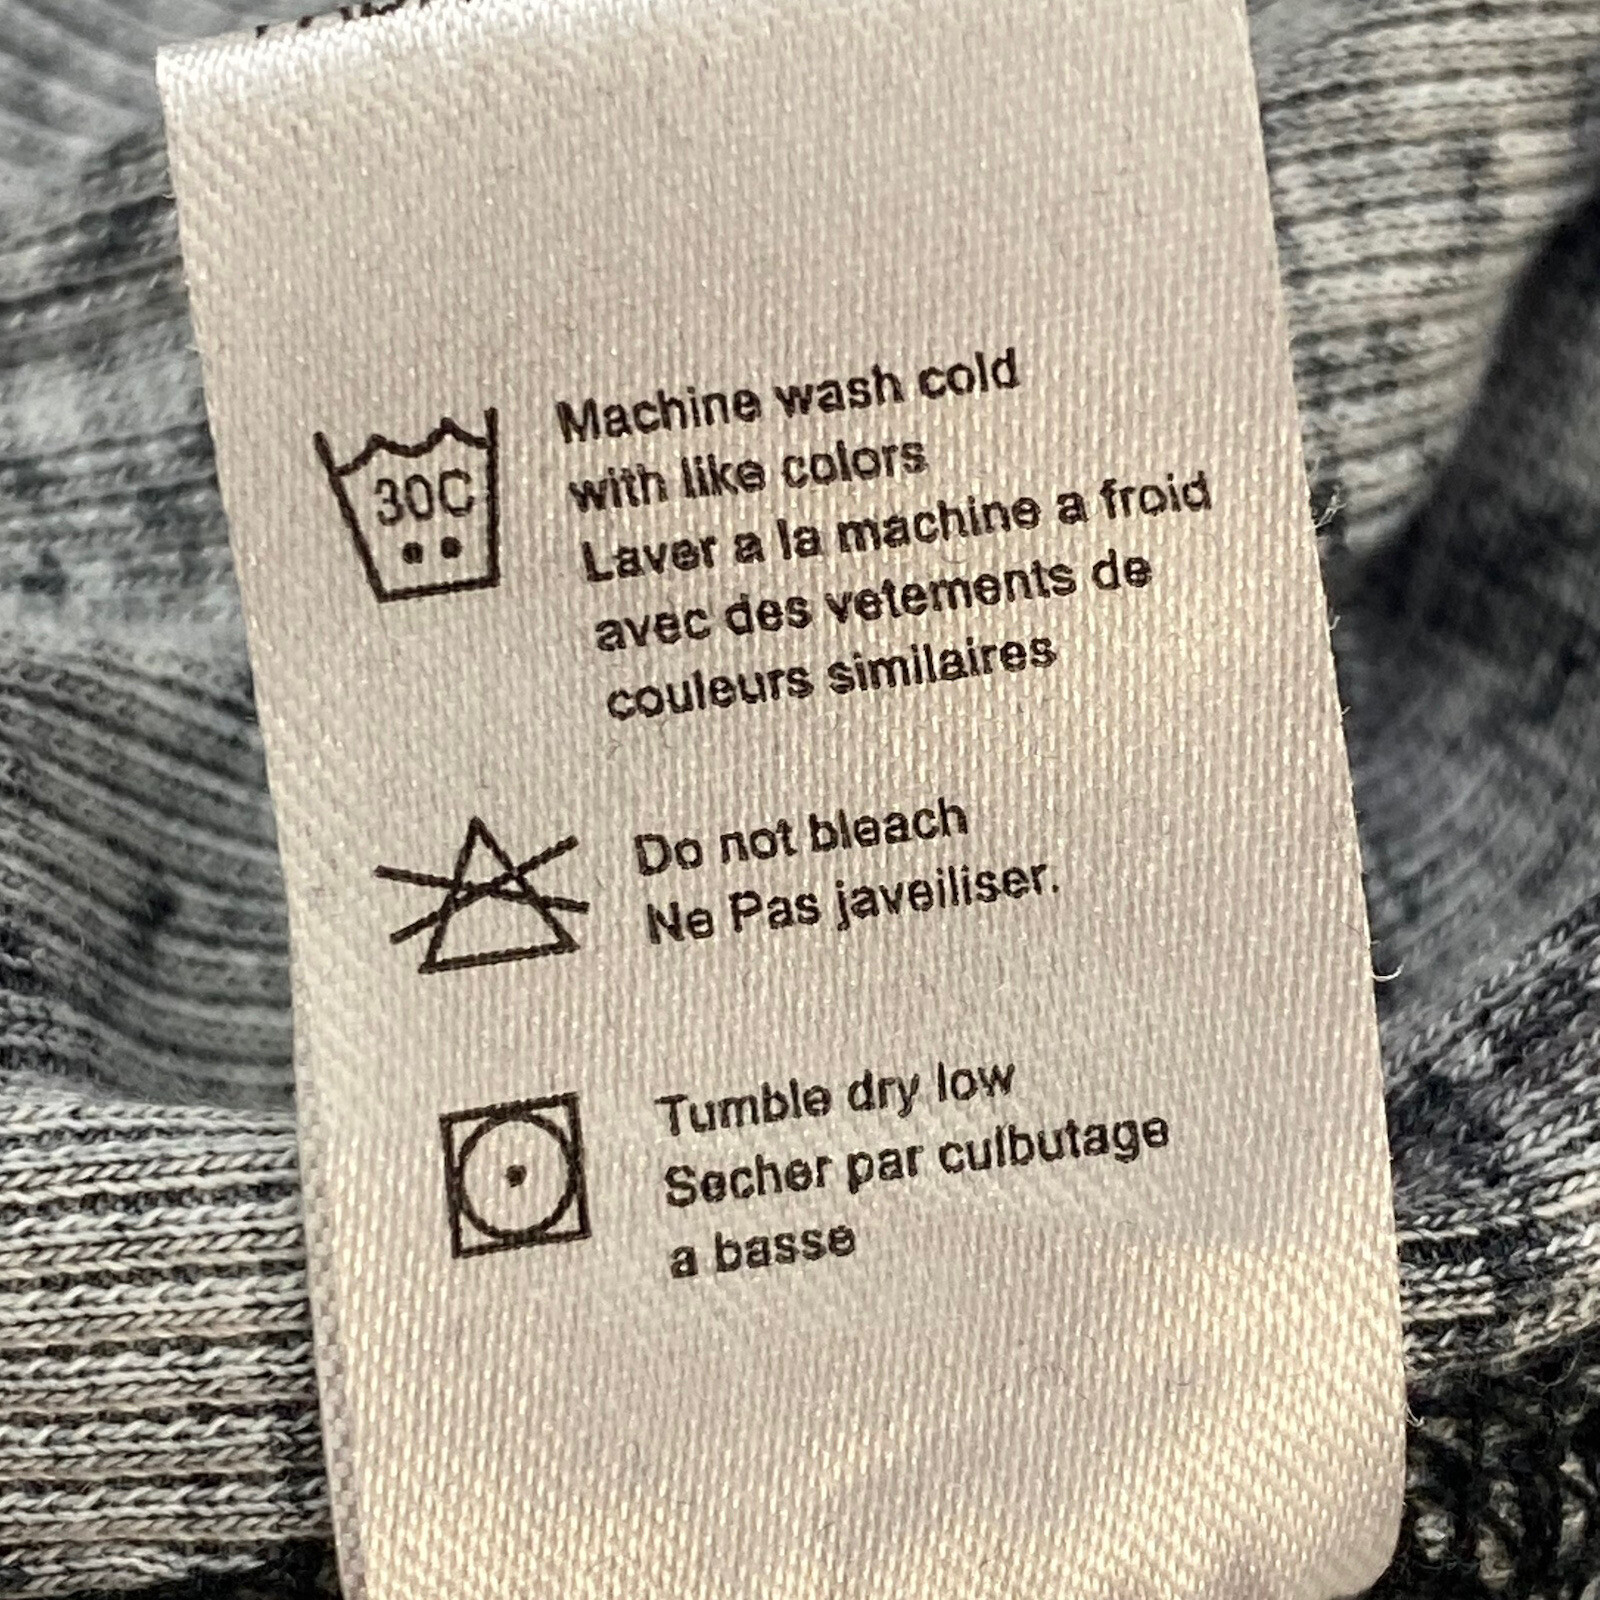 30C
Machine wash cold
with like colors
Laver a la machine a froid
avec des vetements de
couleurs similaires
Do not bleach
Ne Pas javeiliser.
Tumble dry low
Secher par culbutage
a basse